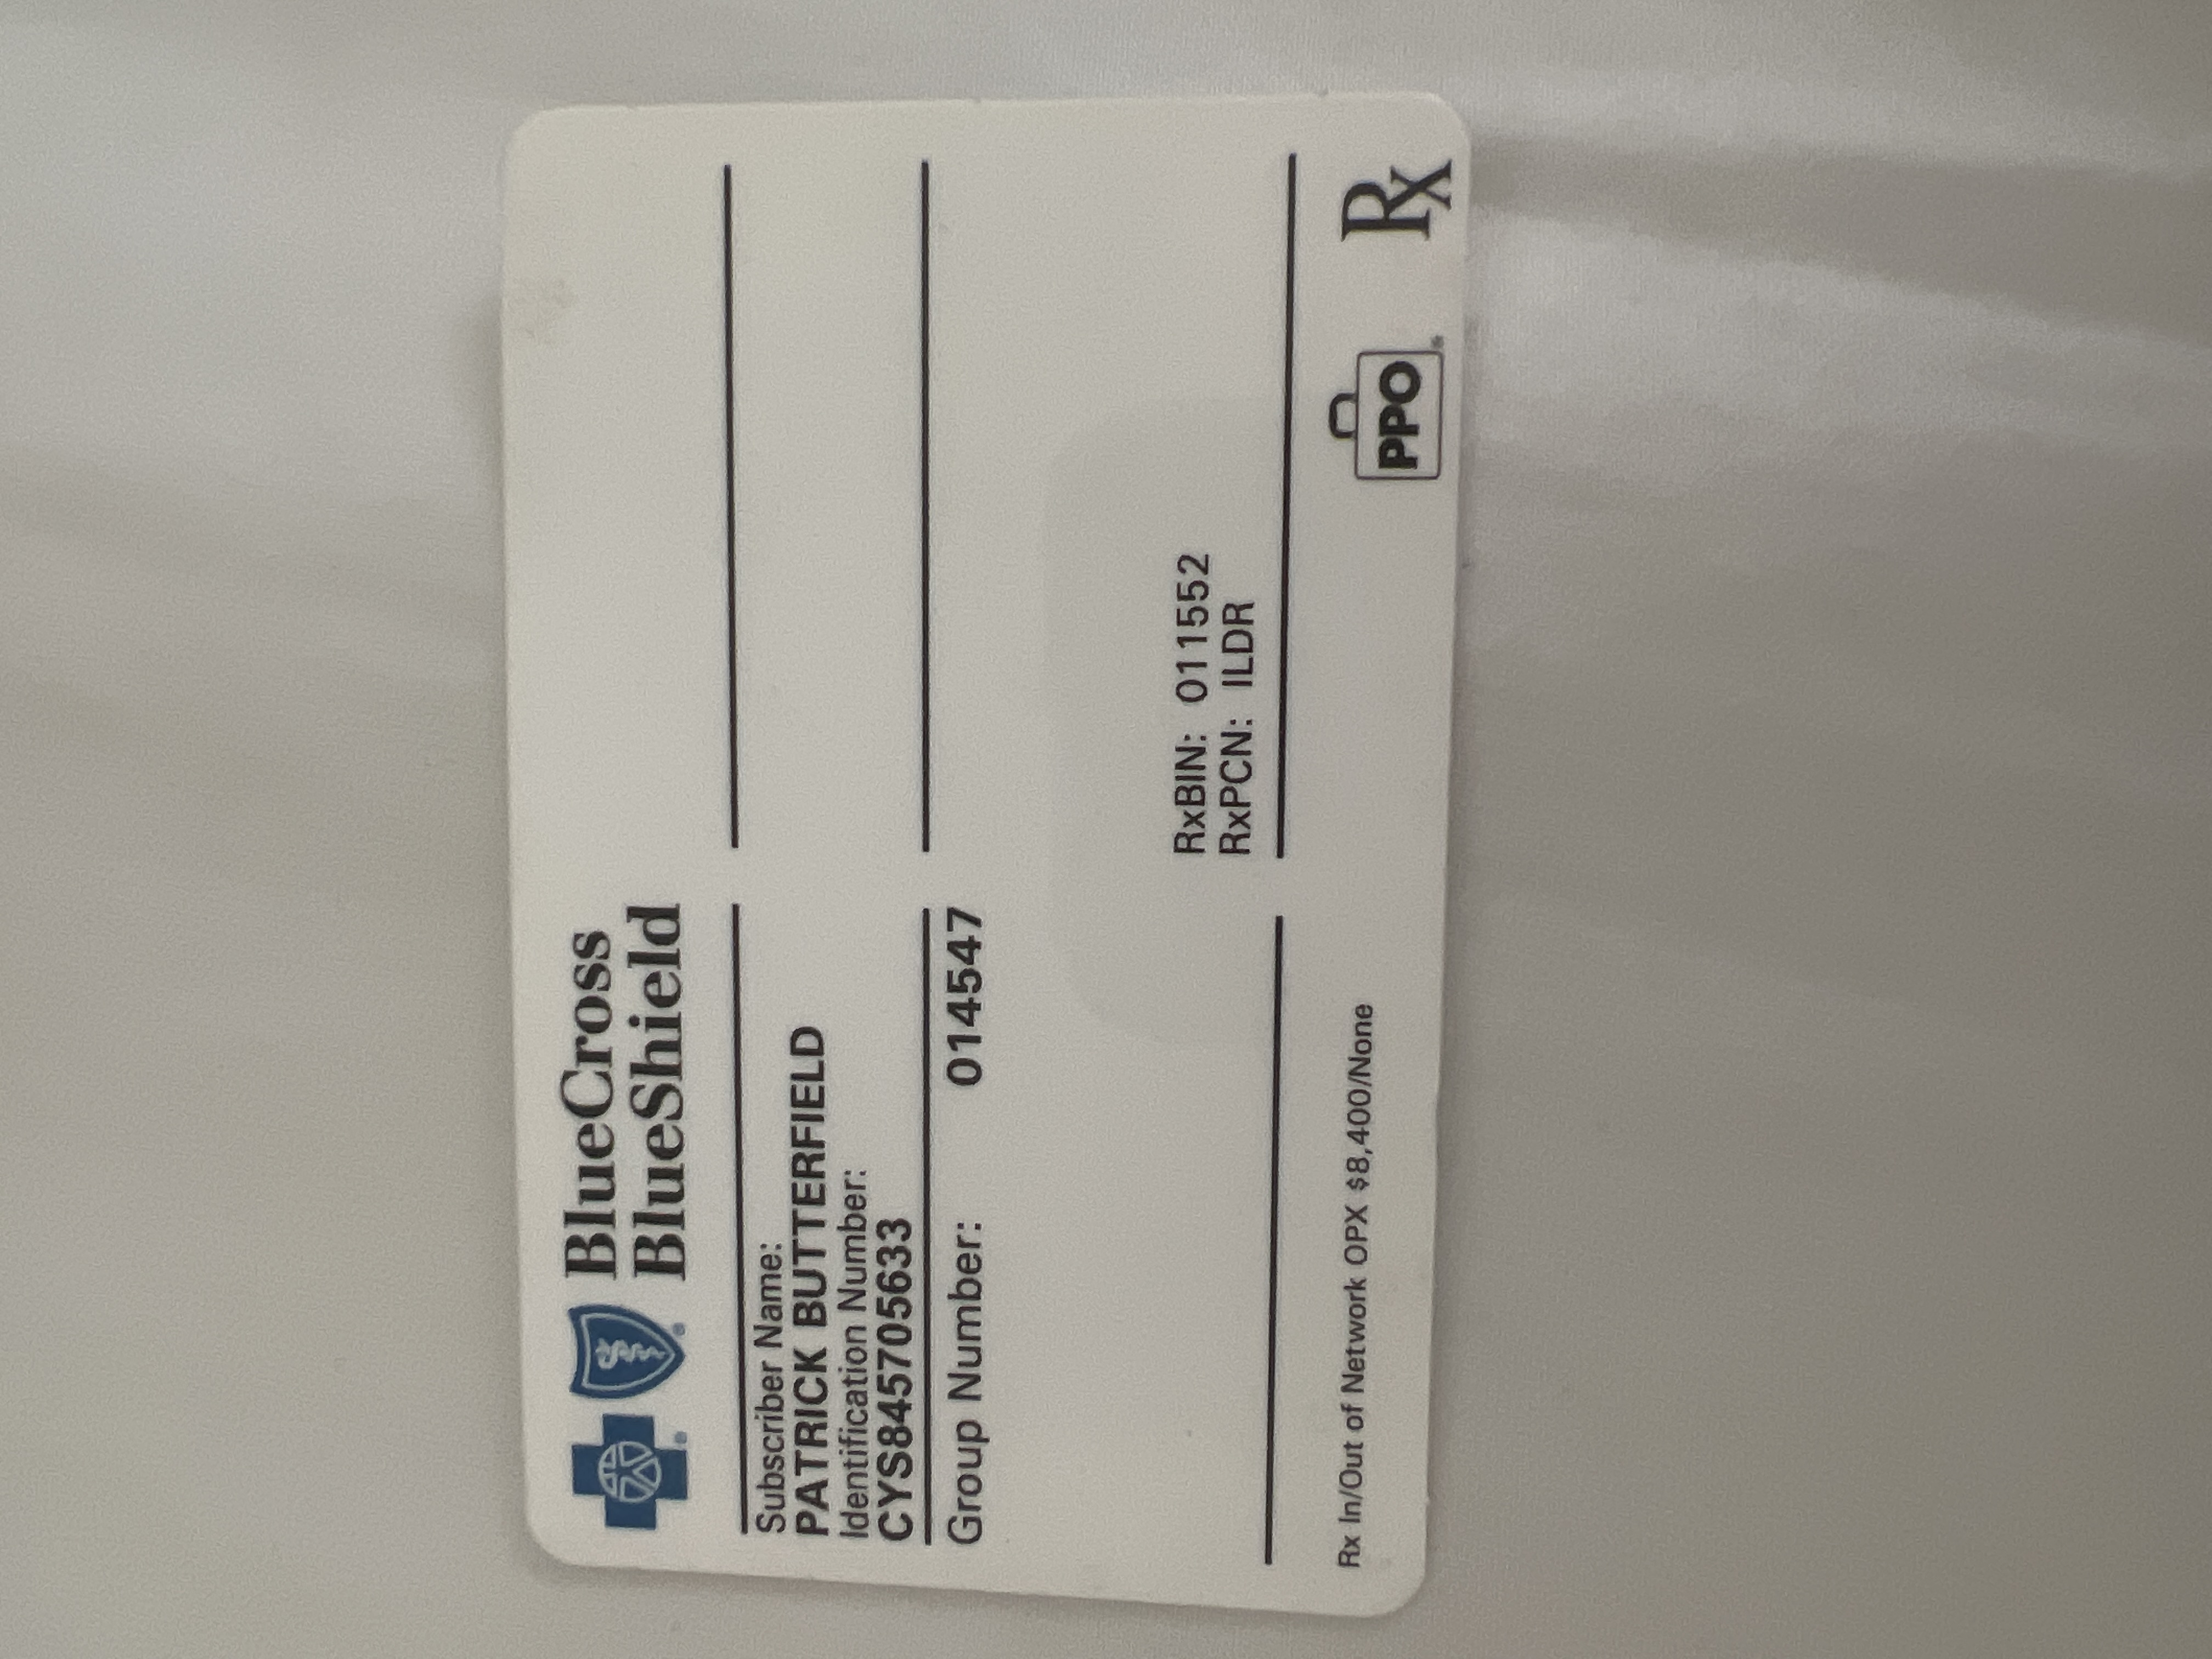 BlueCross
BlueShield
Subscriber Name:
PATRICK BUTTERFIELD
Identification Number:
CYS845705633
Group Number: 014547
RxBIN: 011552
RxPCN: ILDR
Rx In/Out of Network OPX $8,400/None
PPO
Rx